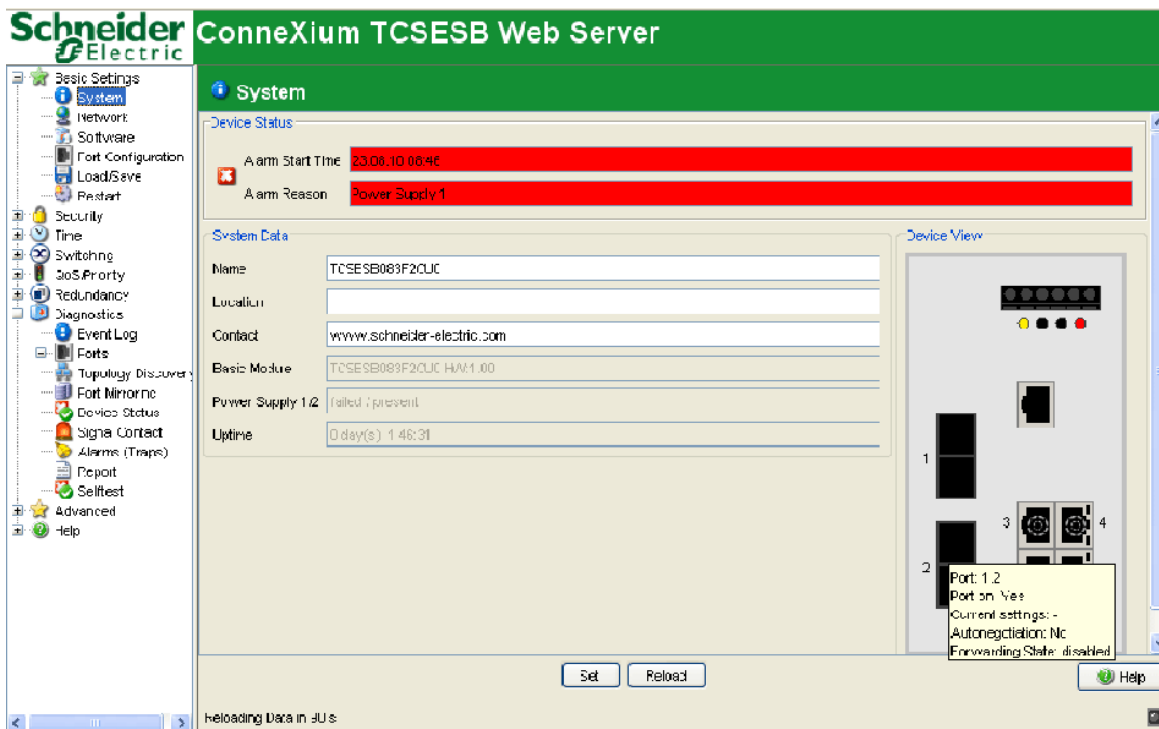 Schneider Electric
ConneXium TCSESB Web Server
Basic Settings
System
Network
Software
Port Configuration
Load/Save
Restart
Security
Time
Switching
QoS/Priority
Redundancy
Diagnostics
Event Log
Ports
Topology Discovery
Port Mirroring
Device Status
Signal Contact
Alarms (Traps)
Report
Selftest
Advanced
Help
System
Device Status
Alarm Start Time
Alarm Reason Power Supply 1
System Data
Name TCSESB083F2CU0
Location
Contact www.schneider-electric.com
Basic Module TCSESB083F2CU0 HW:1.00
Power Supply 1/2 failed / present
Uptime 0 day(s) 1:46:31
Device View
1
3 4
2
Port: 1.2
Port on: Yes
Current settings: -
Autonegotiation: No
Forwarding State: disabled
Set Reload
Help
Reloading Data in s